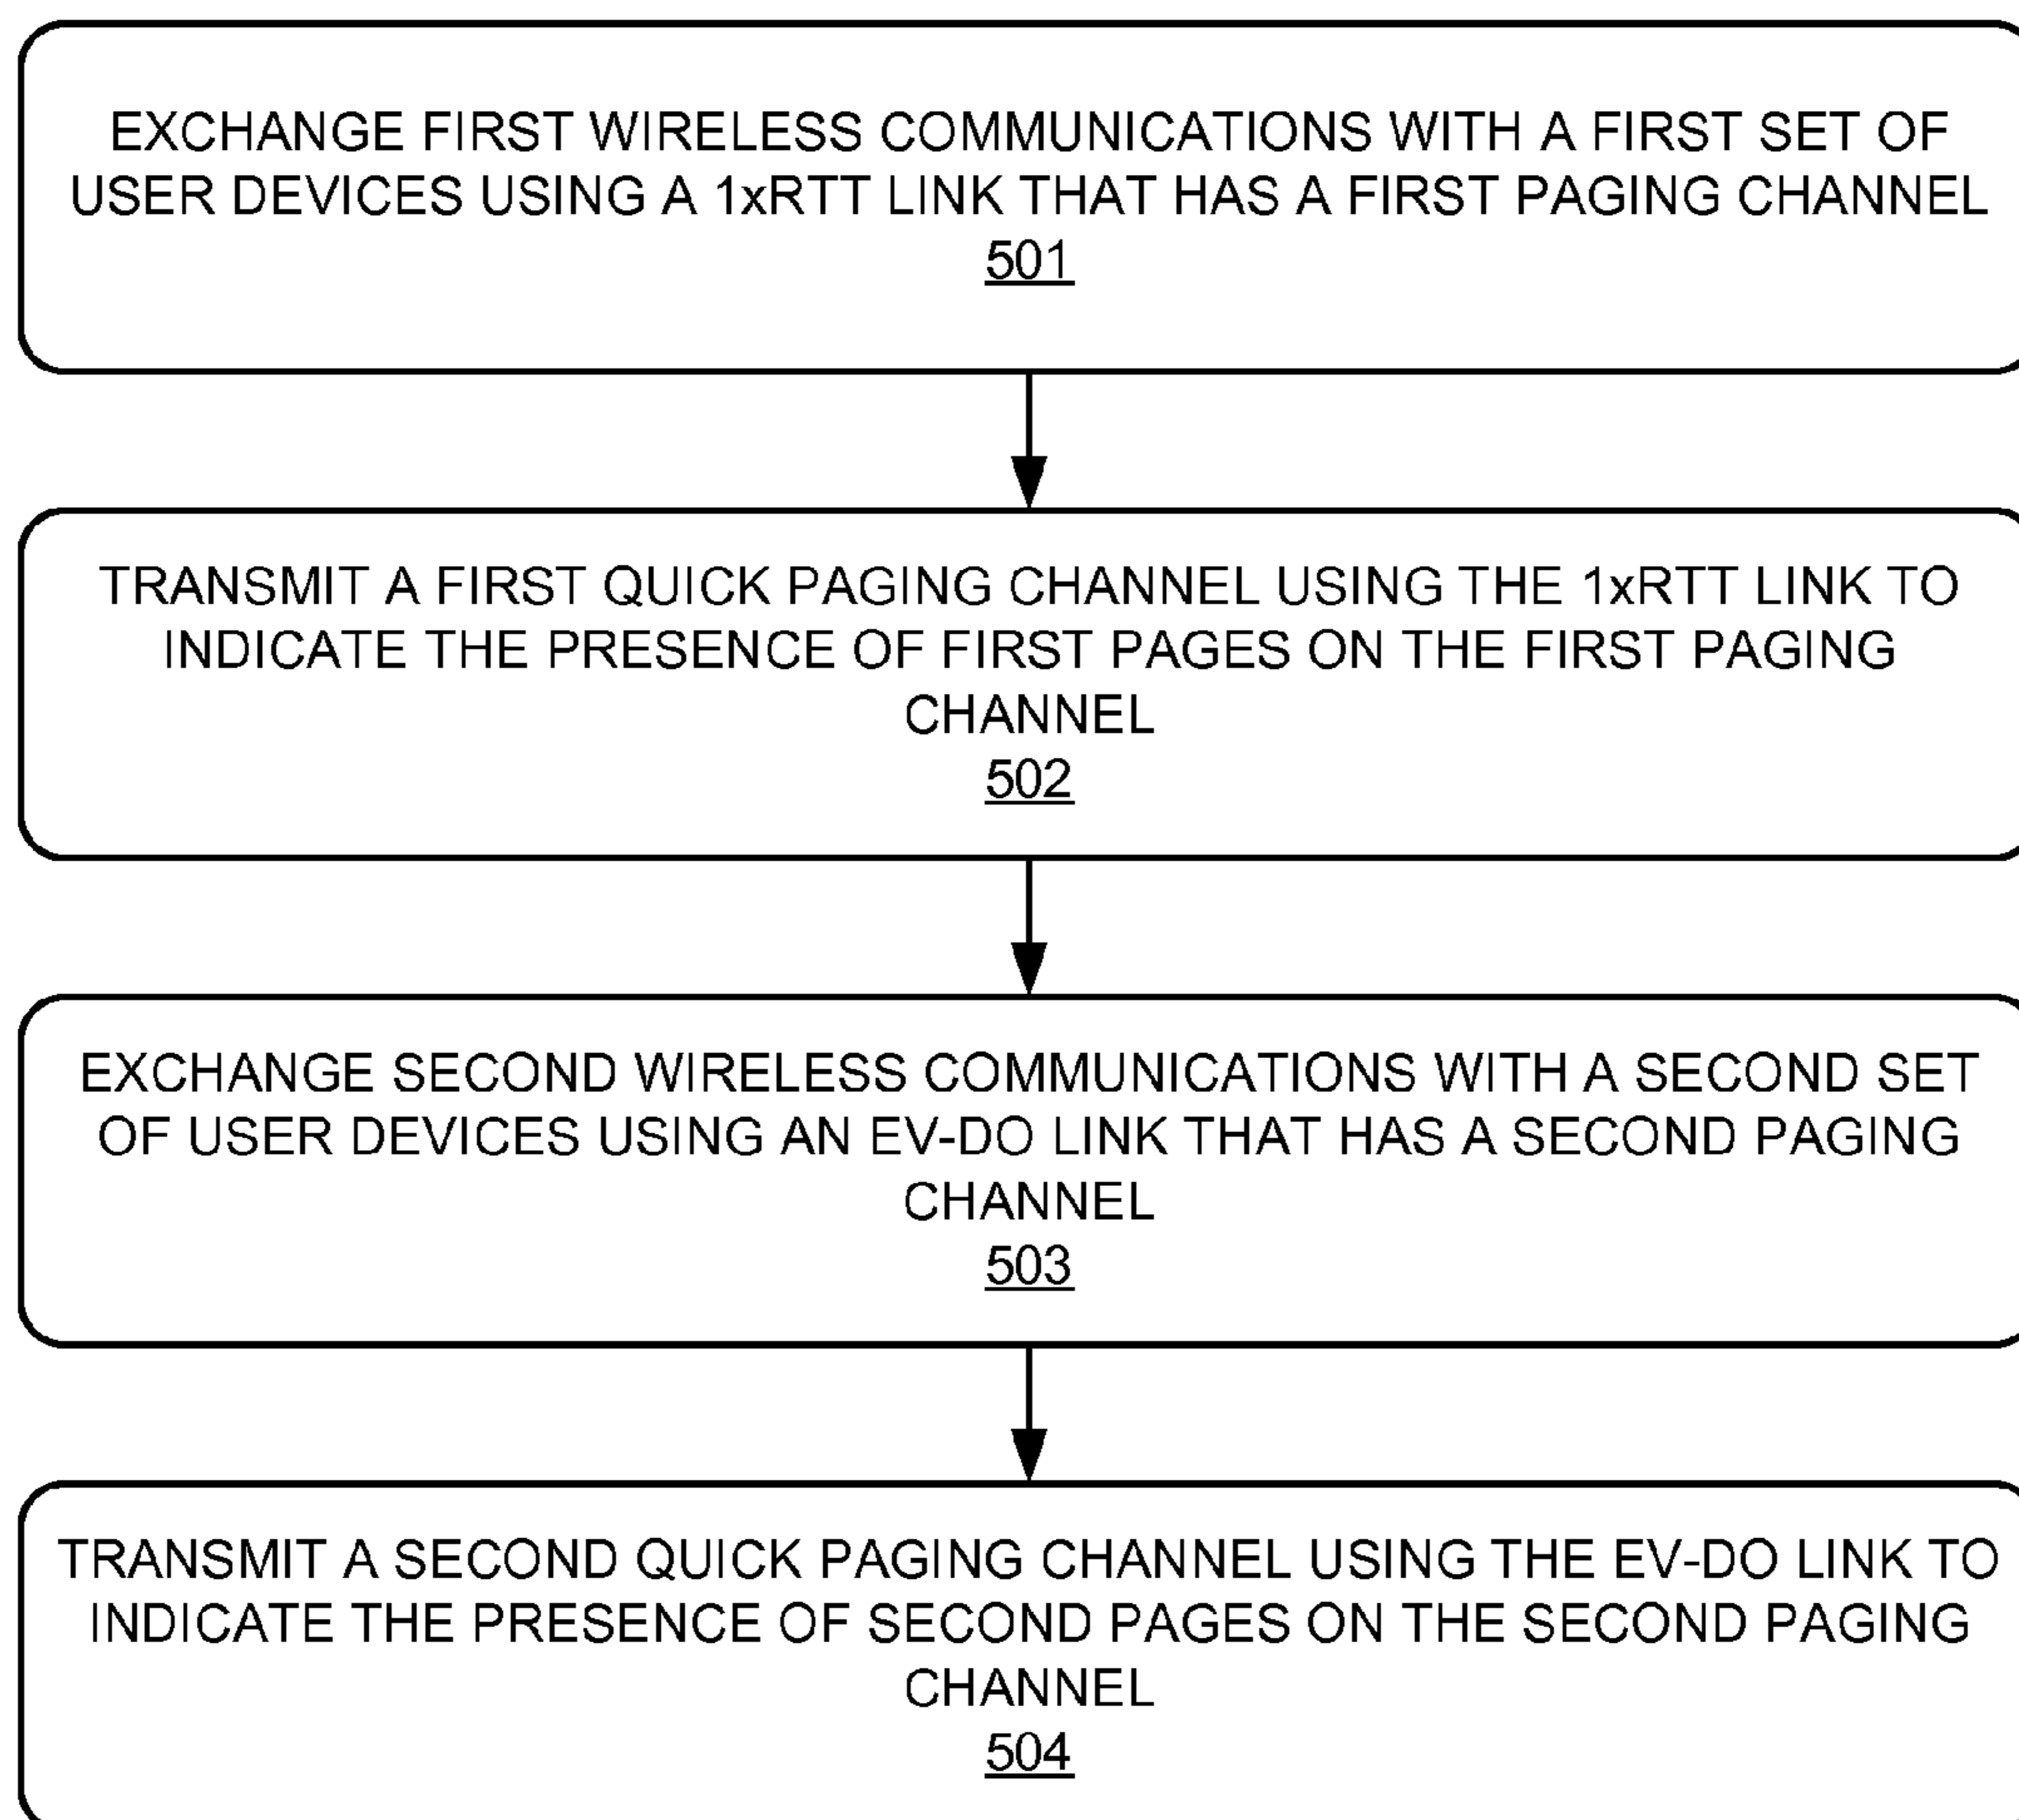 EXCHANGE FIRST WIRELESS COMMUNICATIONS WITH A FIRST SET OF
USER DEVICES USING A 1xRTT LINK THAT HAS A FIRST PAGING CHANNEL
501
TRANSMIT A FIRST QUICK PAGING CHANNEL USING THE 1xRTT LINK TO
INDICATE THE PRESENCE OF FIRST PAGES ON THE FIRST PAGING
CHANNEL
502
EXCHANGE SECOND WIRELESS COMMUNICATIONS WITH A SECOND SET
OF USER DEVICES USING AN EV-DO LINK THAT HAS A SECOND PAGING
CHANNEL
503
TRANSMIT A SECOND QUICK PAGING CHANNEL USING THE EV-DO LINK TO
INDICATE THE PRESENCE OF SECOND PAGES ON THE SECOND PAGING
CHANNEL
504